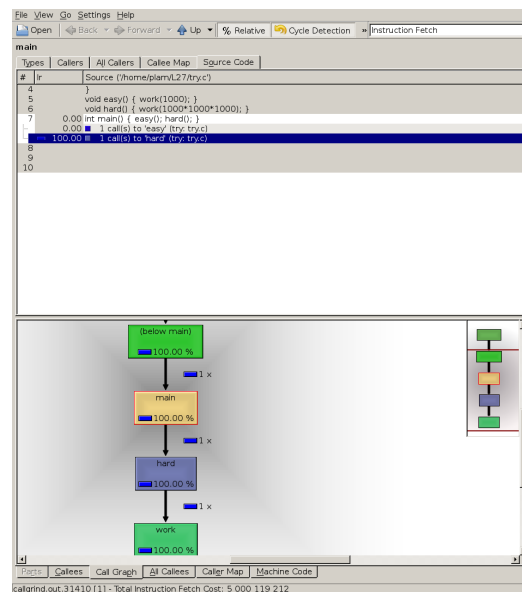 File View Go Settings Help
Open Back Forward Up % Relative Cycle Detection » Instruction Fetch
main
Types Callers All Callers Callee Map Source Code
# Ir Source ('/home/plam/L27/try.c')
4 }
5 void easy() { work(1000); }
6 void hard() { work(1000*1000*1000); }
7 0.00 int main() { easy(); hard(); }
0.00 1 call(s) to 'easy' (try: try.c)
100.00 1 call(s) to 'hard' (try: try.c)
8
9
10
(below main)
100.00 %
1 x
main
100.00 %
1 x
hard
100.00 %
1 x
work
100.00 %
Parts Callees Call Graph All Callees Caller Map Machine Code
callgrind.out.31410 [1] - Total Instruction Fetch Cost: 5 000 119 212